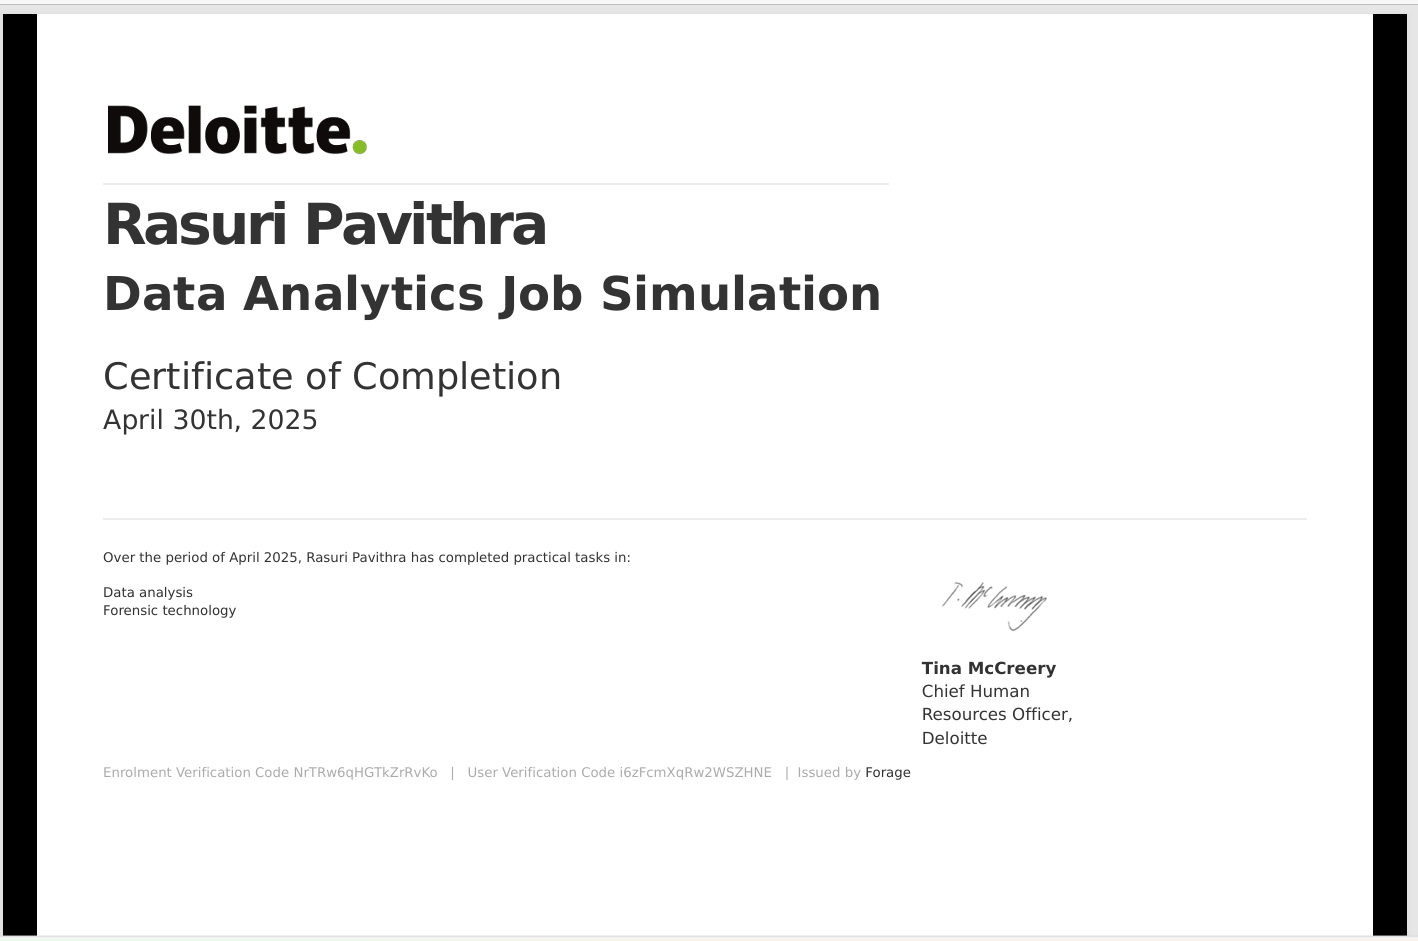 Deloitte.
Rasuri Pavithra
Data Analytics Job Simulation
Certificate of Completion
April 30th, 2025
Over the period of April 2025, Rasuri Pavithra has completed practical tasks in:
Data analysis
Forensic technology
T. McCreery
Tina McCreery
Chief Human
Resources Officer,
Deloitte
Enrolment Verification Code NrTRw6qHGTkZrRvKo | User Verification Code i6zFcmXqRw2WSZHNE | Issued by Forage